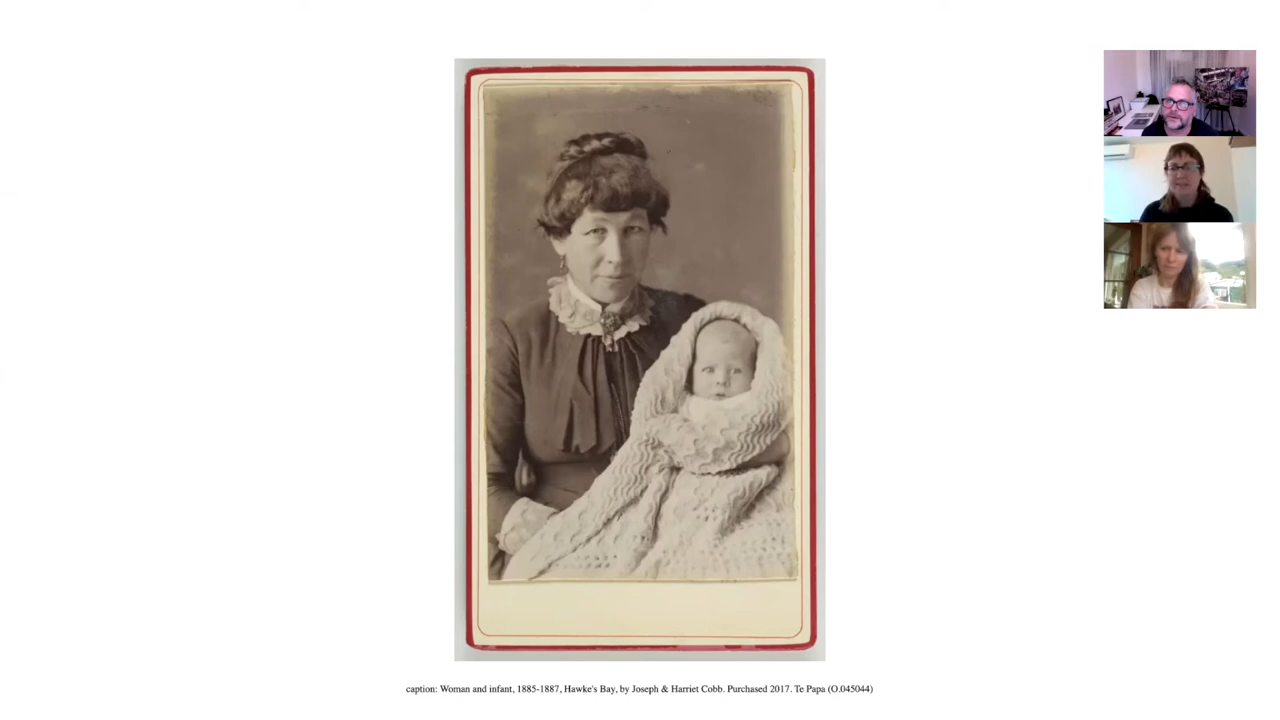 caption: Woman and infant, 1885-1887, Hawke's Bay, by Joseph & Harriet Cobb. Purchased 2017. Te Papa (O.045044)